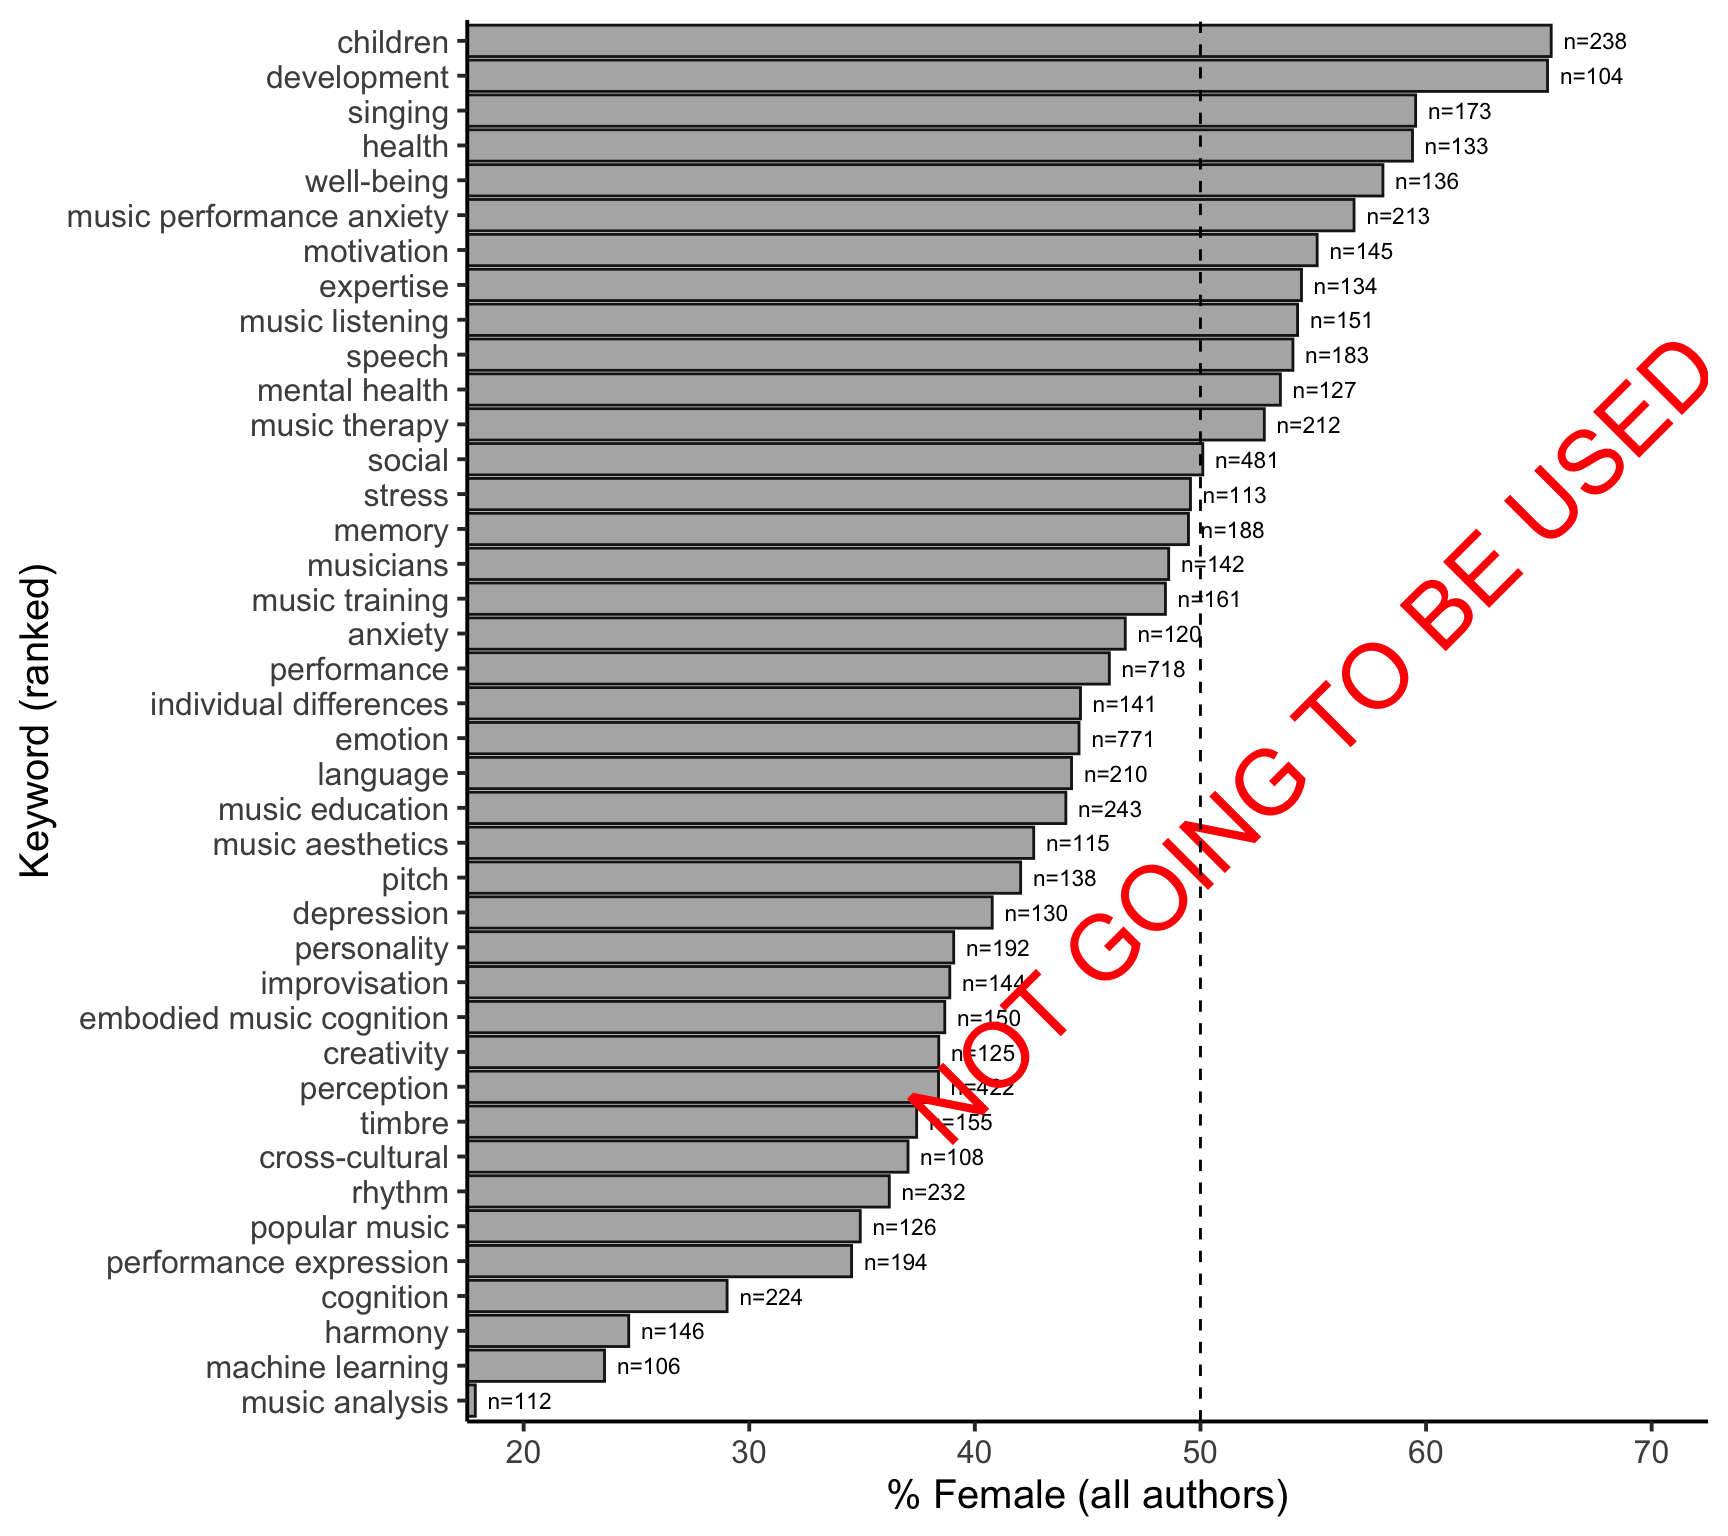 children n=238
development n=104
singing n=173
health n=133
well-being n=136
music performance anxiety n=213
motivation n=145
expertise n=134
music listening n=151
speech n=183
mental health n=127
music therapy n=212
social n=481
stress n=113
memory n=188
musicians n=142
music training n=161
anxiety n=120
performance n=718
individual differences n=141
emotion n=771
language n=210
music education n=243
music aesthetics n=115
pitch n=138
depression n=130
personality n=192
improvisation n=144
embodied music cognition n=150
creativity n=125
perception n=422
timbre n=155
cross-cultural n=108
rhythm n=232
popular music n=126
performance expression n=194
cognition n=224
harmony n=146
machine learning n=106
music analysis n=112
20 30 40 50 60 70
% Female (all authors)
Keyword (ranked)
NOT GOING TO BE USED